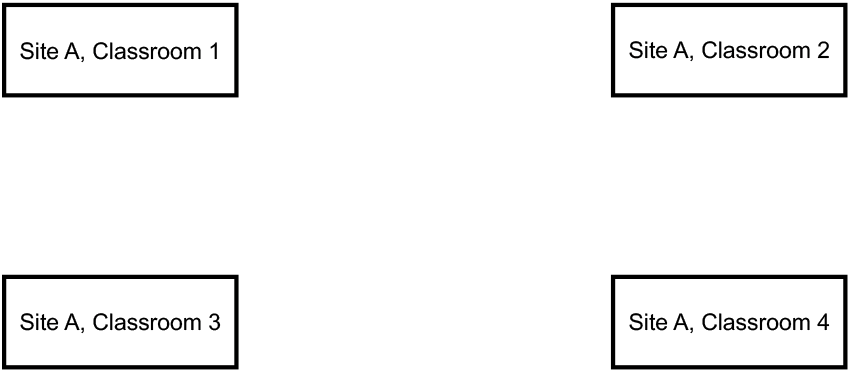 Site A, Classroom 1
Site A, Classroom 2
Site A, Classroom 3
Site A, Classroom 4